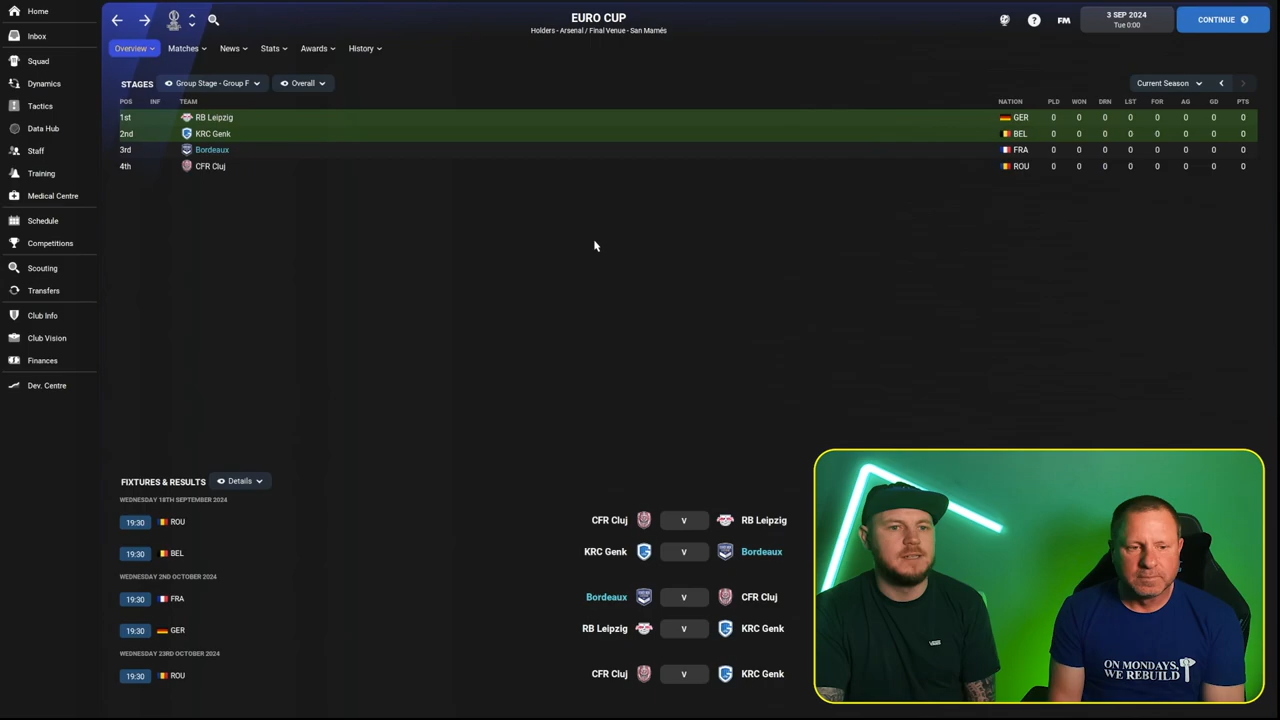 Home
Inbox
Squad
Dynamics
Tactics
Data Hub
Staff
Training
Medical Centre
Schedule
Competitions
Scouting
Transfers
Club Info
Club Vision
Finances
Dev. Centre
EURO CUP
Holders - Arsenal / Final Venue - San Mamés
FM
3 SEP 2024
Tue 0:00
CONTINUE
Overview Matches News Stats Awards History
STAGES Group Stage - Group F Overall Current Season
POS INF TEAM NATION PLD WON DRN LST FOR AG GD PTS
1st RB Leipzig GER 0 0 0 0 0 0 0 0
2nd KRC Genk BEL 0 0 0 0 0 0 0 0
3rd Bordeaux FRA 0 0 0 0 0 0 0 0
4th CFR Cluj ROU 0 0 0 0 0 0 0 0
FIXTURES & RESULTS Details
WEDNESDAY 18TH SEPTEMBER 2024
19:30 ROU CFR Cluj V RB Leipzig
19:30 BEL KRC Genk V Bordeaux
WEDNESDAY 2ND OCTOBER 2024
19:30 FRA Bordeaux V CFR Cluj
19:30 GER RB Leipzig V KRC Genk
WEDNESDAY 23RD OCTOBER 2024
19:30 ROU CFR Cluj V KRC Genk
ON MONDAYS,
WE REBUILD